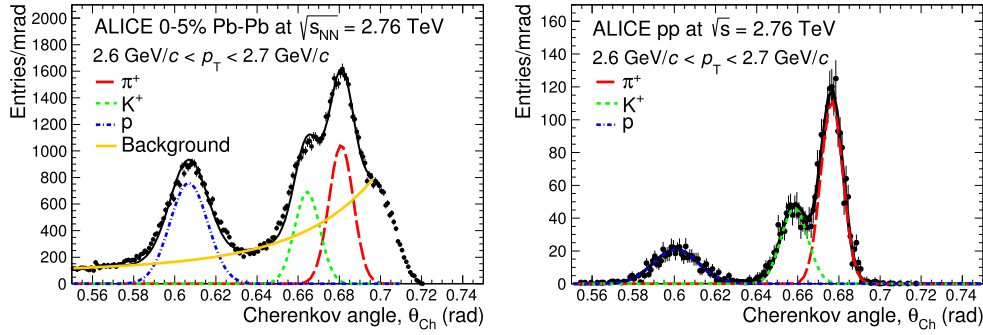 ALICE 0-5% Pb-Pb at √s_NN = 2.76 TeV
2.6 GeV/c < p_T < 2.7 GeV/c
π⁺
K⁺
p
Background
Entries/mrad
0
200
400
600
800
1000
1200
1400
1600
1800
2000
0.56
0.58
0.6
0.62
0.64
0.66
0.68
0.7
0.72
0.74
Cherenkov angle, θ_Ch (rad)
ALICE pp at √s = 2.76 TeV
2.6 GeV/c < p_T < 2.7 GeV/c
π⁺
K⁺
p
Entries/mrad
0
20
40
60
80
100
120
140
160
0.56
0.58
0.6
0.62
0.64
0.66
0.68
0.7
0.72
0.74
Cherenkov angle, θ_Ch (rad)